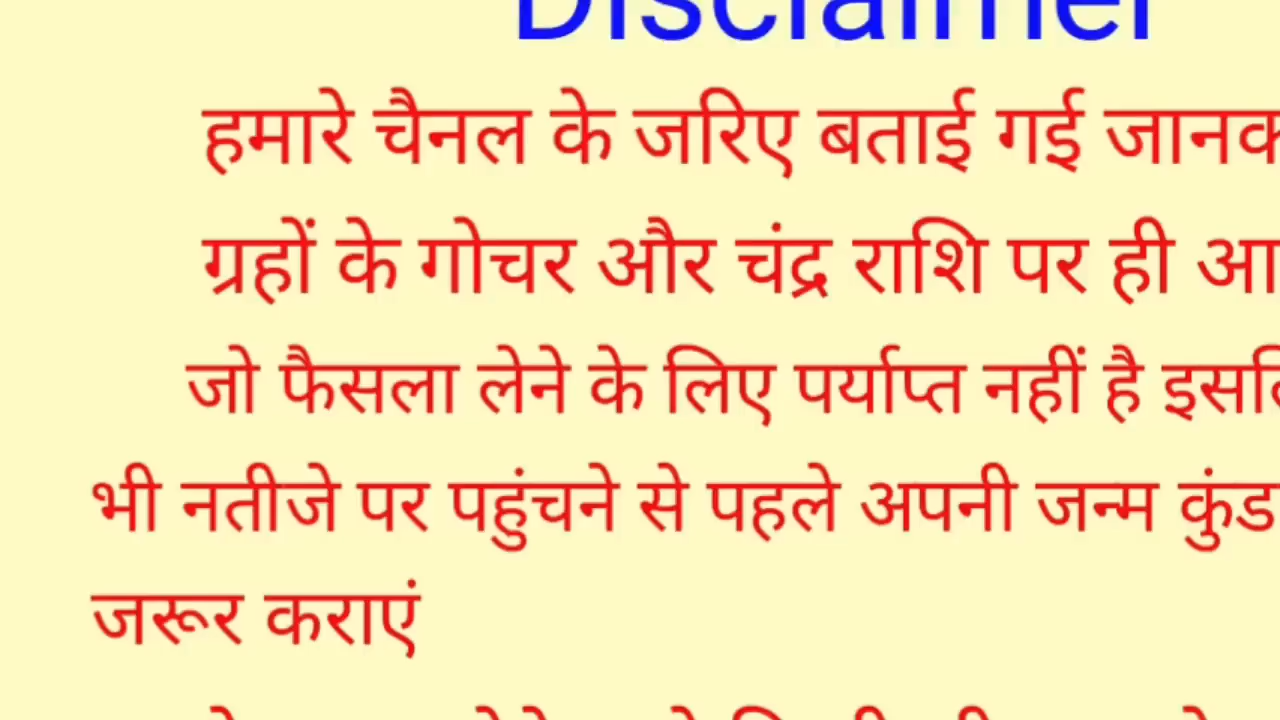 Disclaimer
हमारे चैनल के जरिए बताई गई
ग्रहों के गोचर और चंद्र राशि पर ही
जो फैसला लेने के लिए पर्याप्त नहीं है
भी नतीजे पर पहुंचने से पहले अपनी जन्म
जरूर कराएं